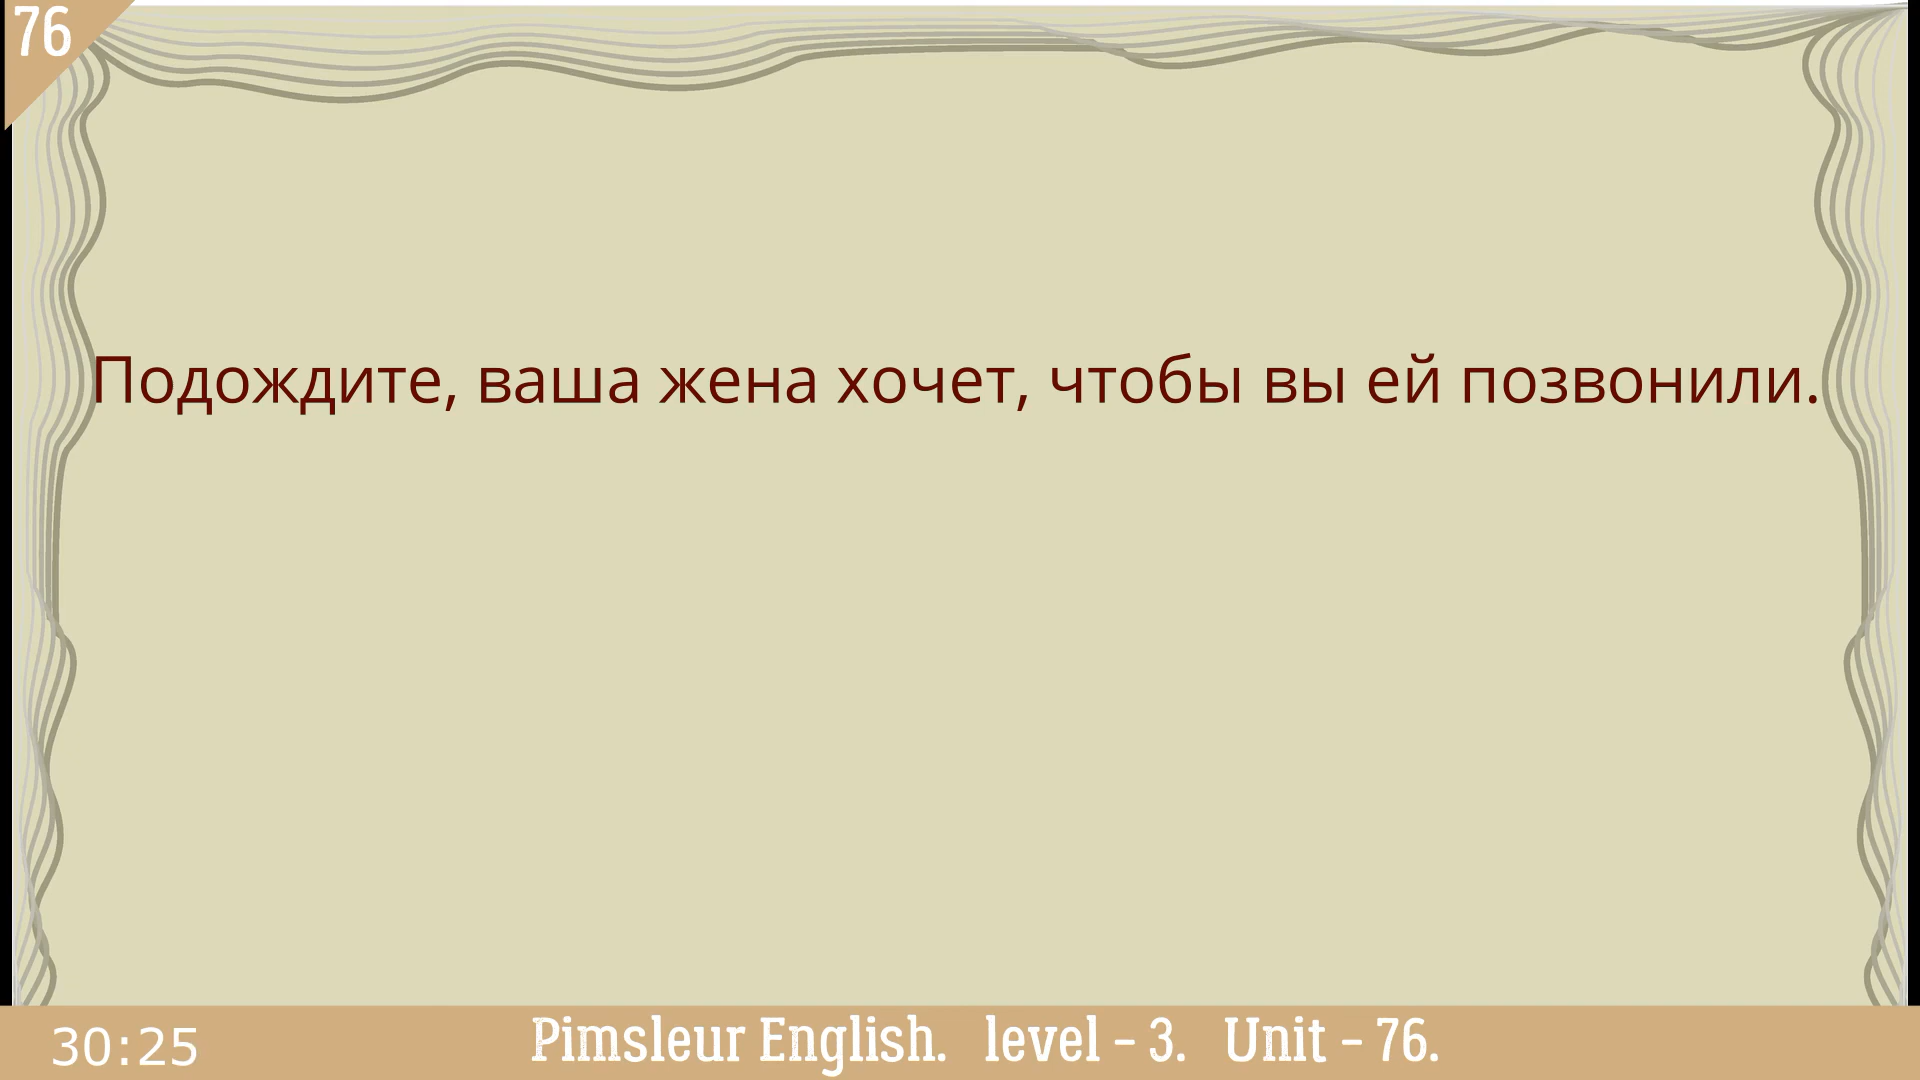 76
Подождите, ваша жена хочет, чтобы вы ей позвонили.
30:25
Pimsleur English. level - 3. Unit - 76.